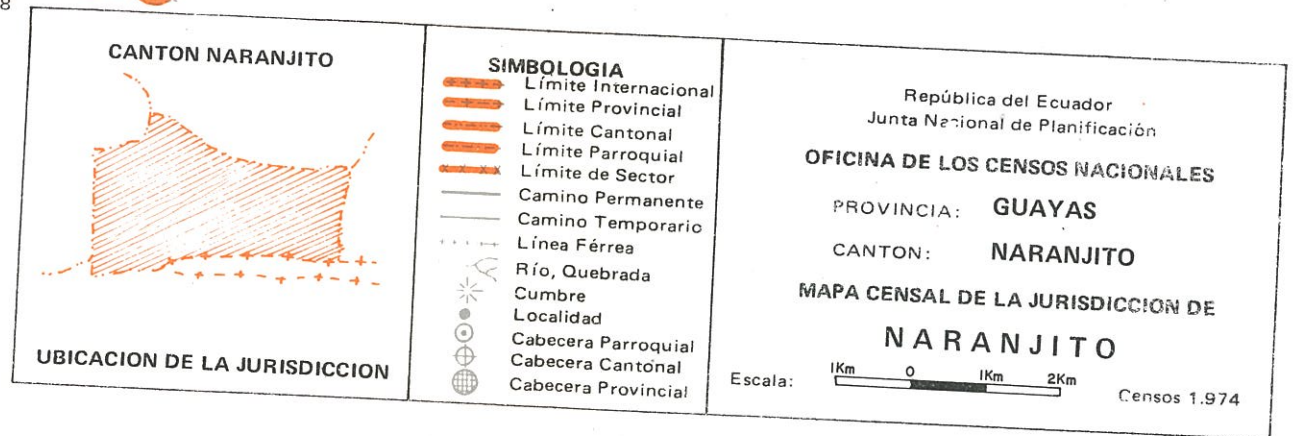 8
CANTON NARANJITO
UBICACION DE LA JURISDICCION
SIMBOLOGIA
Límite Internacional
Límite Provincial
Límite Cantonal
Límite Parroquial
Límite de Sector
Camino Permanente
Camino Temporario
Línea Férrea
Río, Quebrada
Cumbre
Localidad
Cabecera Parroquial
Cabecera Cantonal
Cabecera Provincial
República del Ecuador
Junta Nacional de Planificación
OFICINA DE LOS CENSOS NACIONALES
PROVINCIA: GUAYAS
CANTON: NARANJITO
MAPA CENSAL DE LA JURISDICCION DE
NARANJITO
Escala: 1Km 0 1Km 2Km Censos 1.974